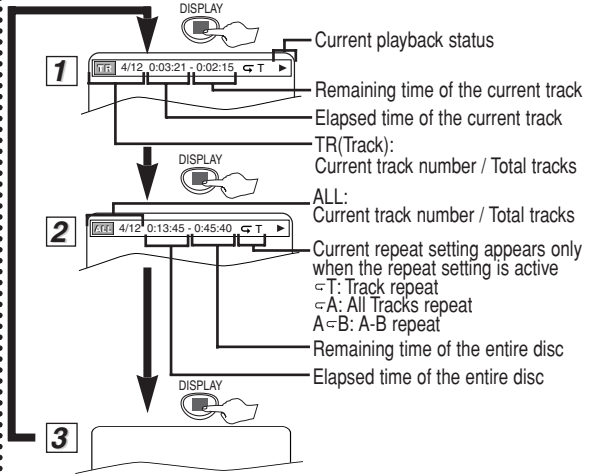 DISPLAY
Current playback status
1
TR 4/12 0:03:21 - 0:02:15 T ►
Remaining time of the current track
Elapsed time of the current track
TR(Track):
Current track number / Total tracks
DISPLAY
ALL:
Current track number / Total tracks
2
ALL 4/12 0:13:45 - 0:45:40 T ►
Current repeat setting appears only
when the repeat setting is active
T: Track repeat
A: All Tracks repeat
A B: A-B repeat
Remaining time of the entire disc
Elapsed time of the entire disc
DISPLAY
3